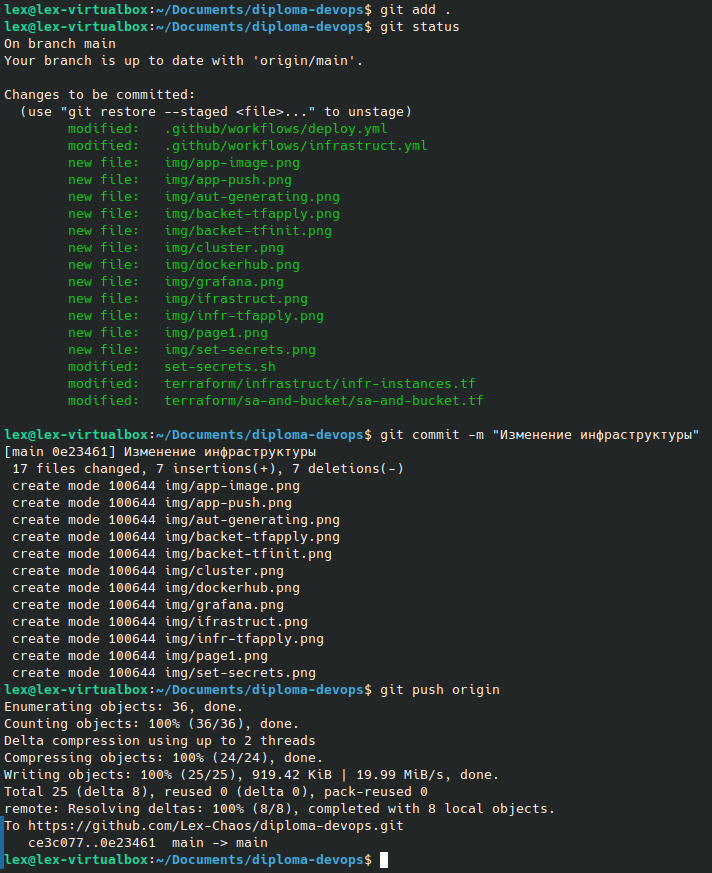 lex@lex-virtualbox:~/Documents/diploma-devops$ git add .
lex@lex-virtualbox:~/Documents/diploma-devops$ git status
On branch main
Your branch is up to date with 'origin/main'.
Changes to be committed:
  (use "git restore --staged <file>..." to unstage)
        modified:   .github/workflows/deploy.yml
        modified:   .github/workflows/infrastruct.yml
        new file:   img/app-image.png
        new file:   img/app-push.png
        new file:   img/aut-generating.png
        new file:   img/backet-tfapply.png
        new file:   img/backet-tfinit.png
        new file:   img/cluster.png
        new file:   img/dockerhub.png
        new file:   img/grafana.png
        new file:   img/ifrastruct.png
        new file:   img/infr-tfapply.png
        new file:   img/page1.png
        new file:   img/set-secrets.png
        modified:   set-secrets.sh
        modified:   terraform/infrastruct/infr-instances.tf
        modified:   terraform/sa-and-bucket/sa-and-bucket.tf
lex@lex-virtualbox:~/Documents/diploma-devops$ git commit -m "Изменение инфраструктуры"
[main 0e23461] Изменение инфраструктуры
 17 files changed, 7 insertions(+), 7 deletions(-)
 create mode 100644 img/app-image.png
 create mode 100644 img/app-push.png
 create mode 100644 img/aut-generating.png
 create mode 100644 img/backet-tfapply.png
 create mode 100644 img/backet-tfinit.png
 create mode 100644 img/cluster.png
 create mode 100644 img/dockerhub.png
 create mode 100644 img/grafana.png
 create mode 100644 img/ifrastruct.png
 create mode 100644 img/infr-tfapply.png
 create mode 100644 img/page1.png
 create mode 100644 img/set-secrets.png
lex@lex-virtualbox:~/Documents/diploma-devops$ git push origin
Enumerating objects: 36, done.
Counting objects: 100% (36/36), done.
Delta compression using up to 2 threads
Compressing objects: 100% (24/24), done.
Writing objects: 100% (25/25), 919.42 KiB | 19.99 MiB/s, done.
Total 25 (delta 8), reused 0 (delta 0), pack-reused 0
remote: Resolving deltas: 100% (8/8), completed with 8 local objects.
To https://github.com/Lex-Chaos/diploma-devops.git
   ce3c077..0e23461  main -> main
lex@lex-virtualbox:~/Documents/diploma-devops$